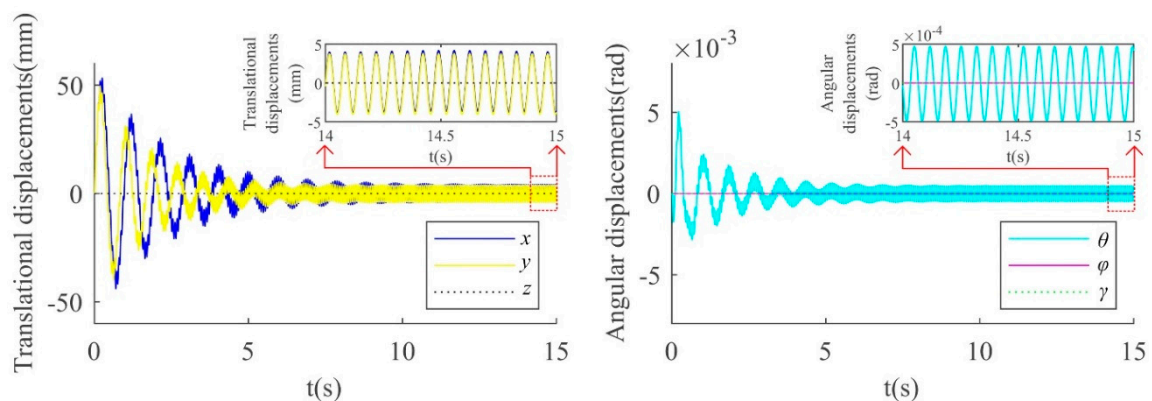 Translational displacements(mm)
50
0
-50
0
5
10
15
t(s)
Translational
displacements
(mm)
5
0
-5
14
14.5
15
t(s)
x
y
z
Angular displacements(rad)
×10⁻³
5
0
-5
0
5
10
15
t(s)
Angular
displacements
(rad)
×10⁻⁴
5
0
-5
14
14.5
15
t(s)
θ
φ
γ